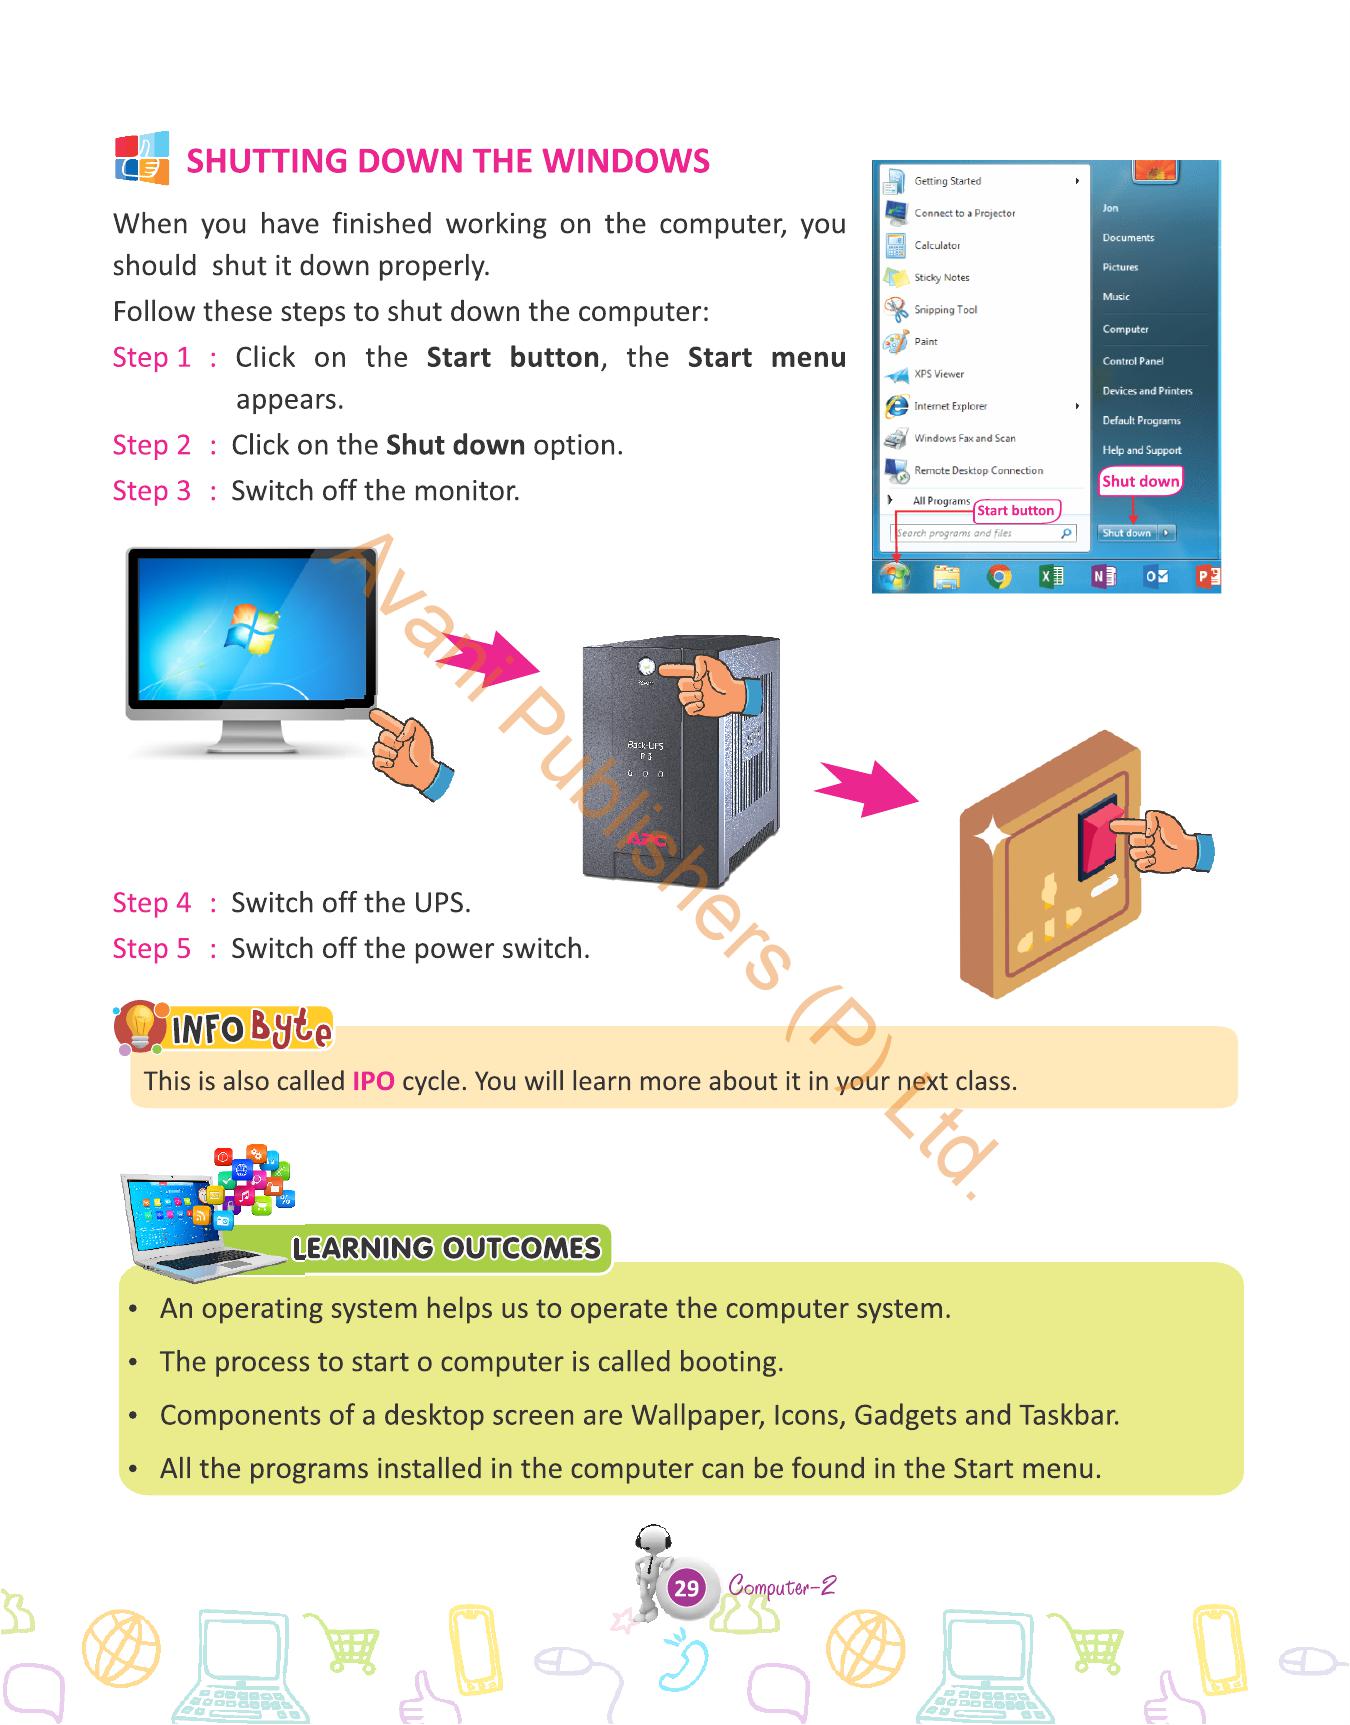 SHUTTING DOWN THE WINDOWS
When you have finished working on the computer, you
should shut it down properly.
Follow these steps to shut down the computer:
Step 1 : Click on the Start button, the Start menu
appears.
Step 2 : Click on the Shut down option.
Step 3 : Switch off the monitor.
Getting Started
Connect to a Projector
Calculator
Sticky Notes
Snipping Tool
Paint
XPS Viewer
Internet Explorer
Windows Fax and Scan
Remote Desktop Connection
All Programs
Start button
Search programs and files
Jon
Documents
Pictures
Music
Computer
Control Panel
Devices and Printers
Default Programs
Help and Support
Shut down
Shut down
Back-UPS
APC
Avani Publishers (P) Ltd.
Step 4 : Switch off the UPS.
Step 5 : Switch off the power switch.
INFO Byte
This is also called IPO cycle. You will learn more about it in your next class.
LEARNING OUTCOMES
• An operating system helps us to operate the computer system.
• The process to start o computer is called booting.
• Components of a desktop screen are Wallpaper, Icons, Gadgets and Taskbar.
• All the programs installed in the computer can be found in the Start menu.
29 Computer-2